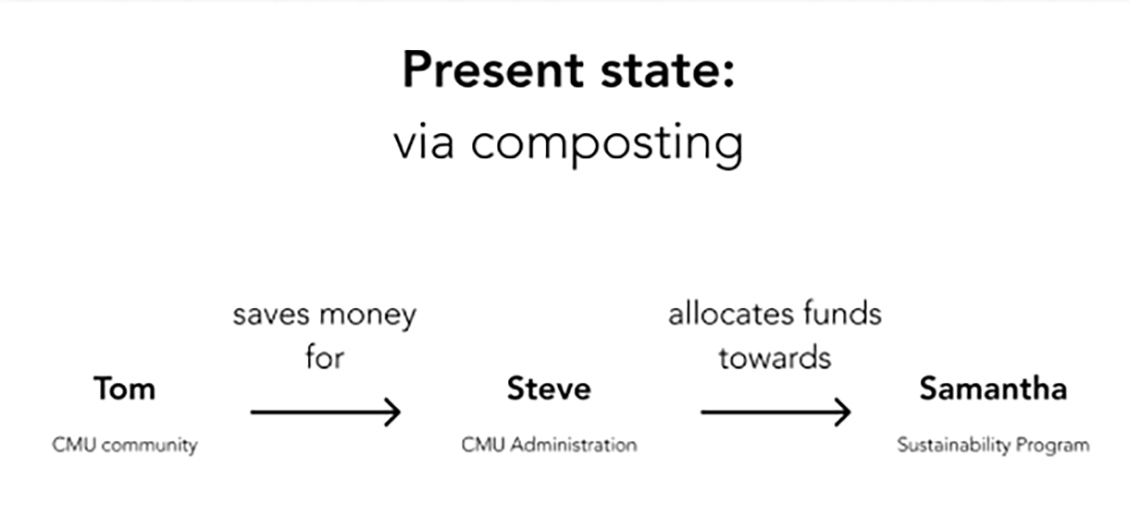 Present state:
via composting
saves money
for
allocates funds
towards
Tom
Steve
Samantha
CMU community
CMU Administration
Sustainability Program